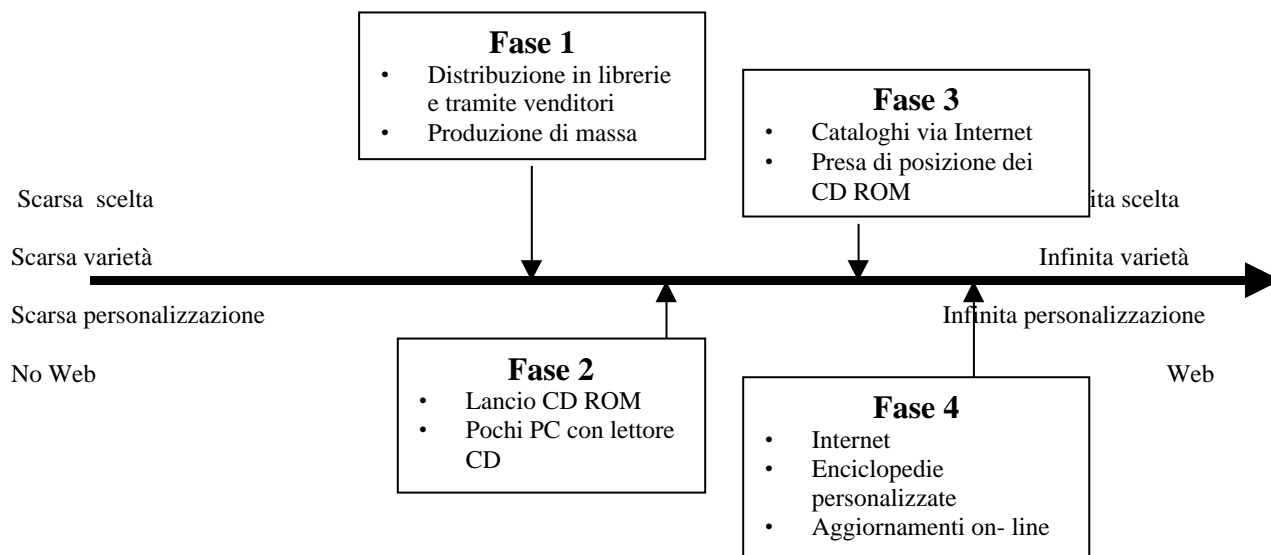 Fase 1
• Distribuzione in librerie
e tramite venditori
• Produzione di massa
Fase 3
• Cataloghi via Internet
• Presa di posizione dei
CD ROM
Scarsa scelta
ita scelta
Scarsa varietà
Infinita varietà
Scarsa personalizzazione
Infinita personalizzazione
No Web
Web
Fase 2
• Lancio CD ROM
• Pochi PC con lettore
CD
Fase 4
• Internet
• Enciclopedie
personalizzate
• Aggiornamenti on- line